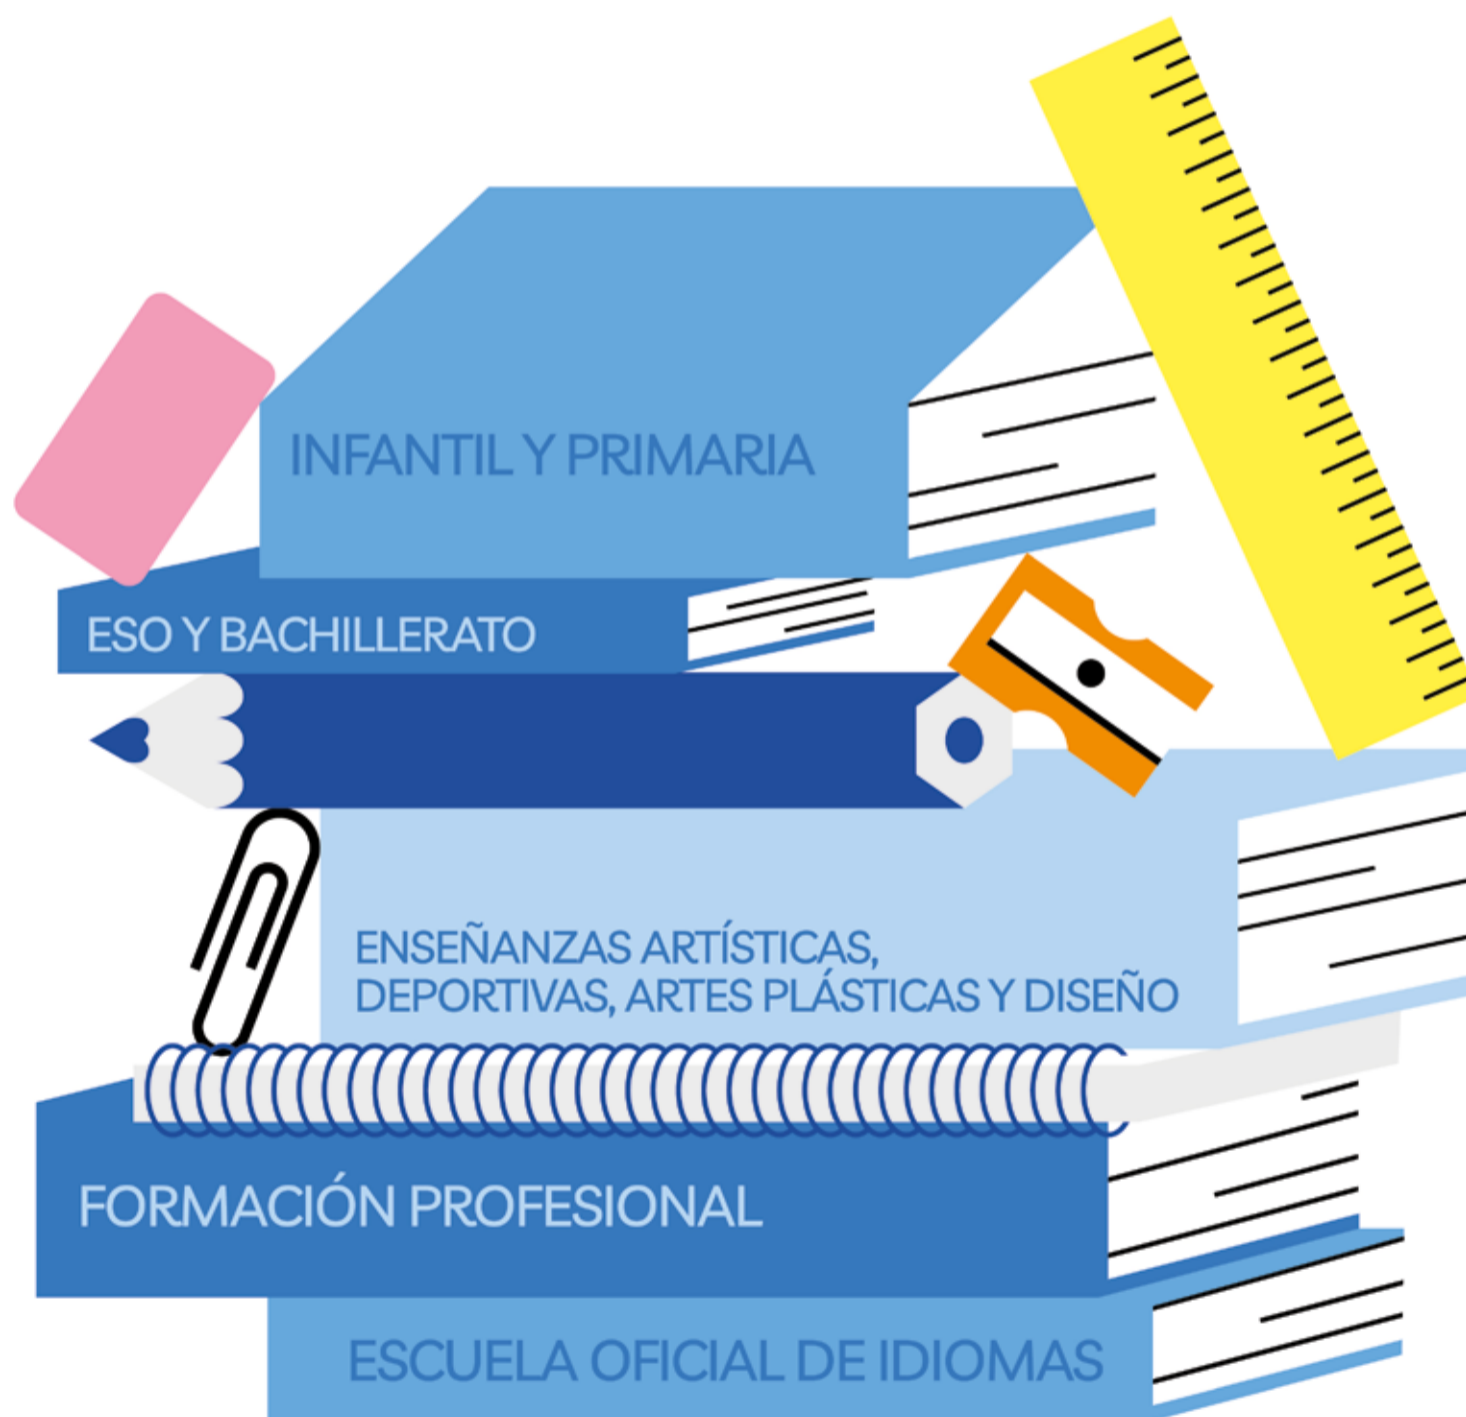 INFANTIL Y PRIMARIA
ESO Y BACHILLERATO
ENSEÑANZAS ARTÍSTICAS,
DEPORTIVAS, ARTES PLÁSTICAS Y DISEÑO
FORMACIÓN PROFESIONAL
ESCUELA OFICIAL DE IDIOMAS